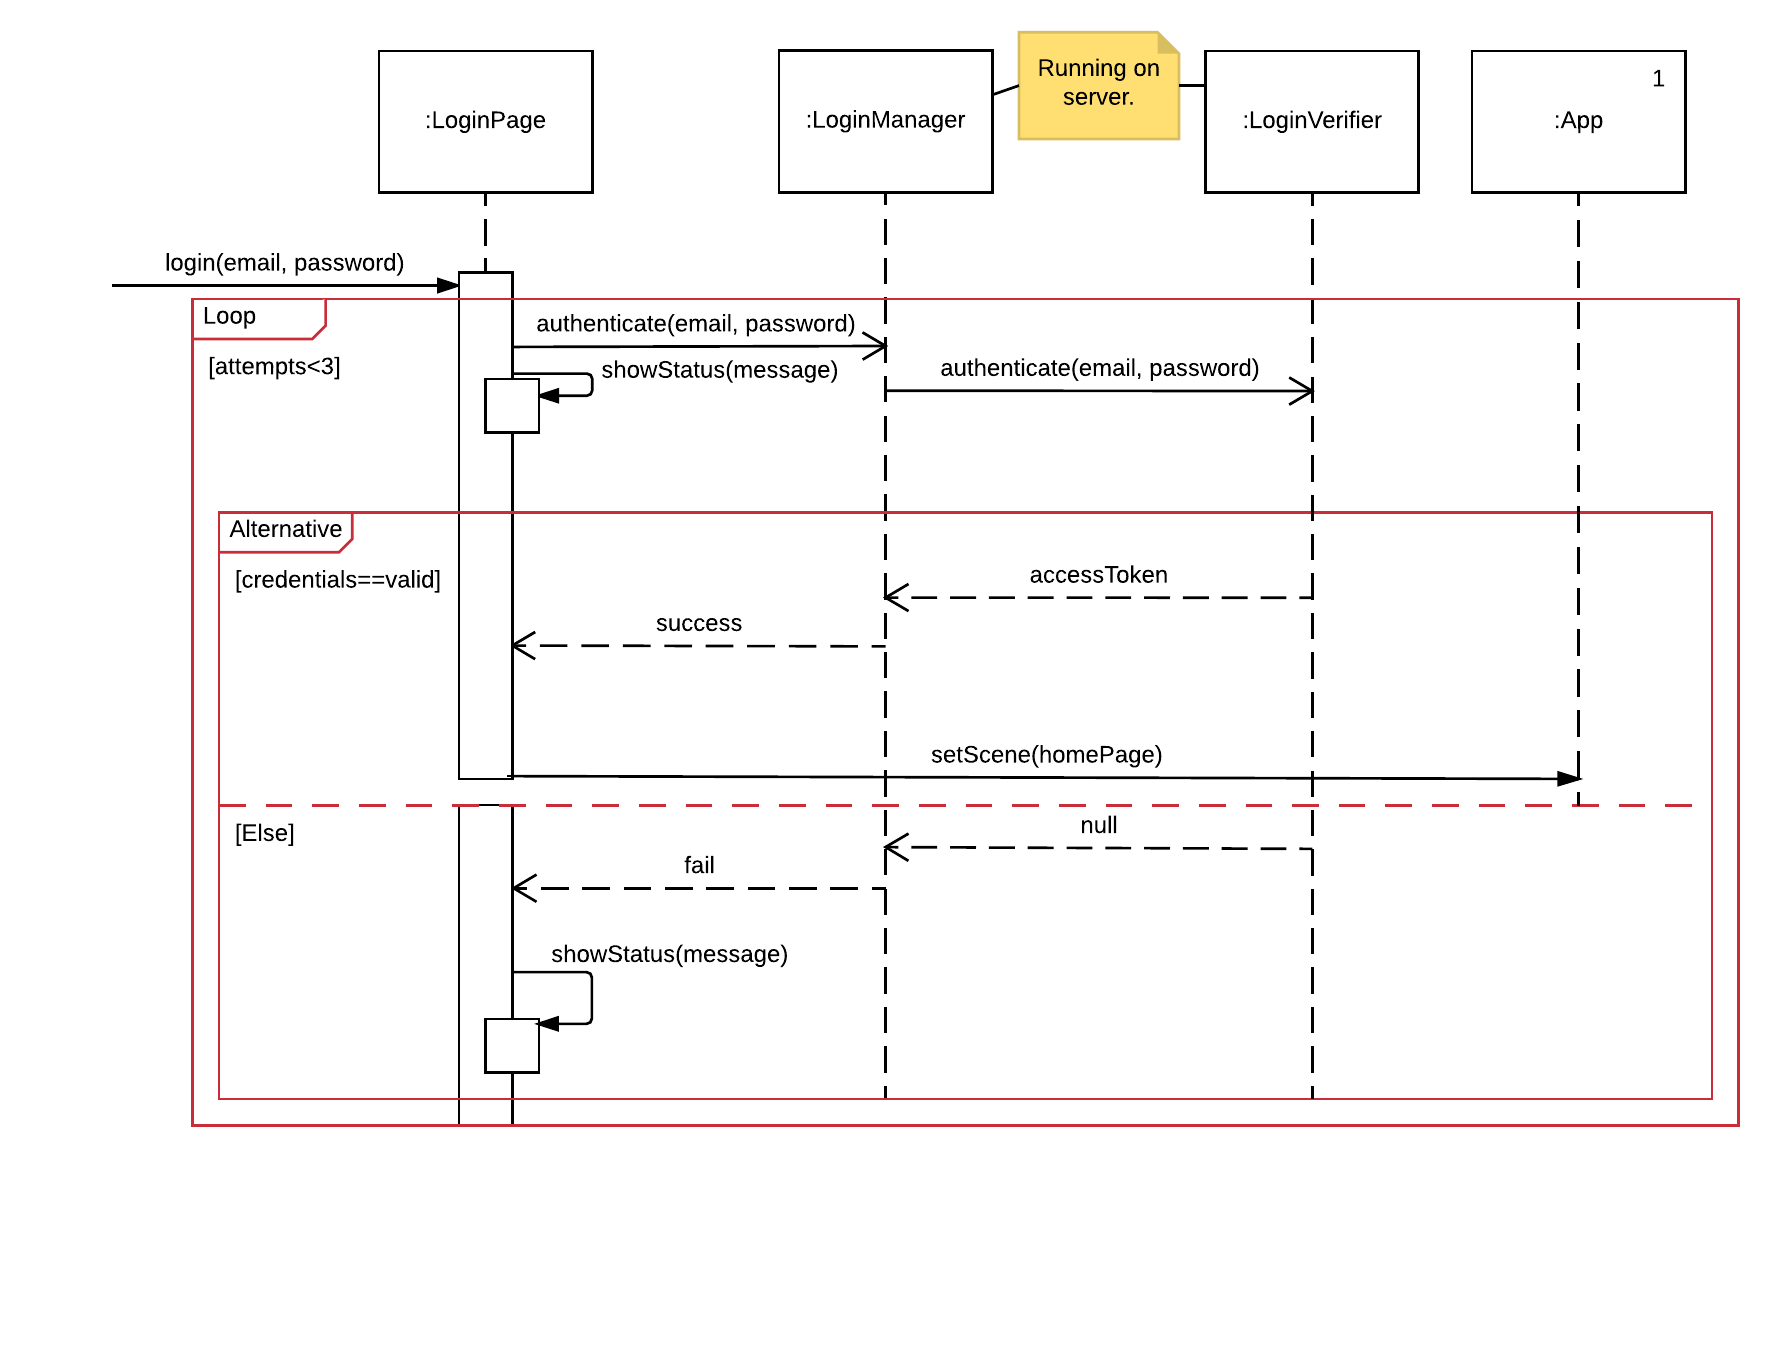 :LoginPage
:LoginManager
Running on
server.
:LoginVerifier
1
:App
login(email, password)
Loop
[attempts<3]
authenticate(email, password)
showStatus(message)
authenticate(email, password)
Alternative
[credentials==valid]
accessToken
success
setScene(homePage)
[Else]
null
fail
showStatus(message)